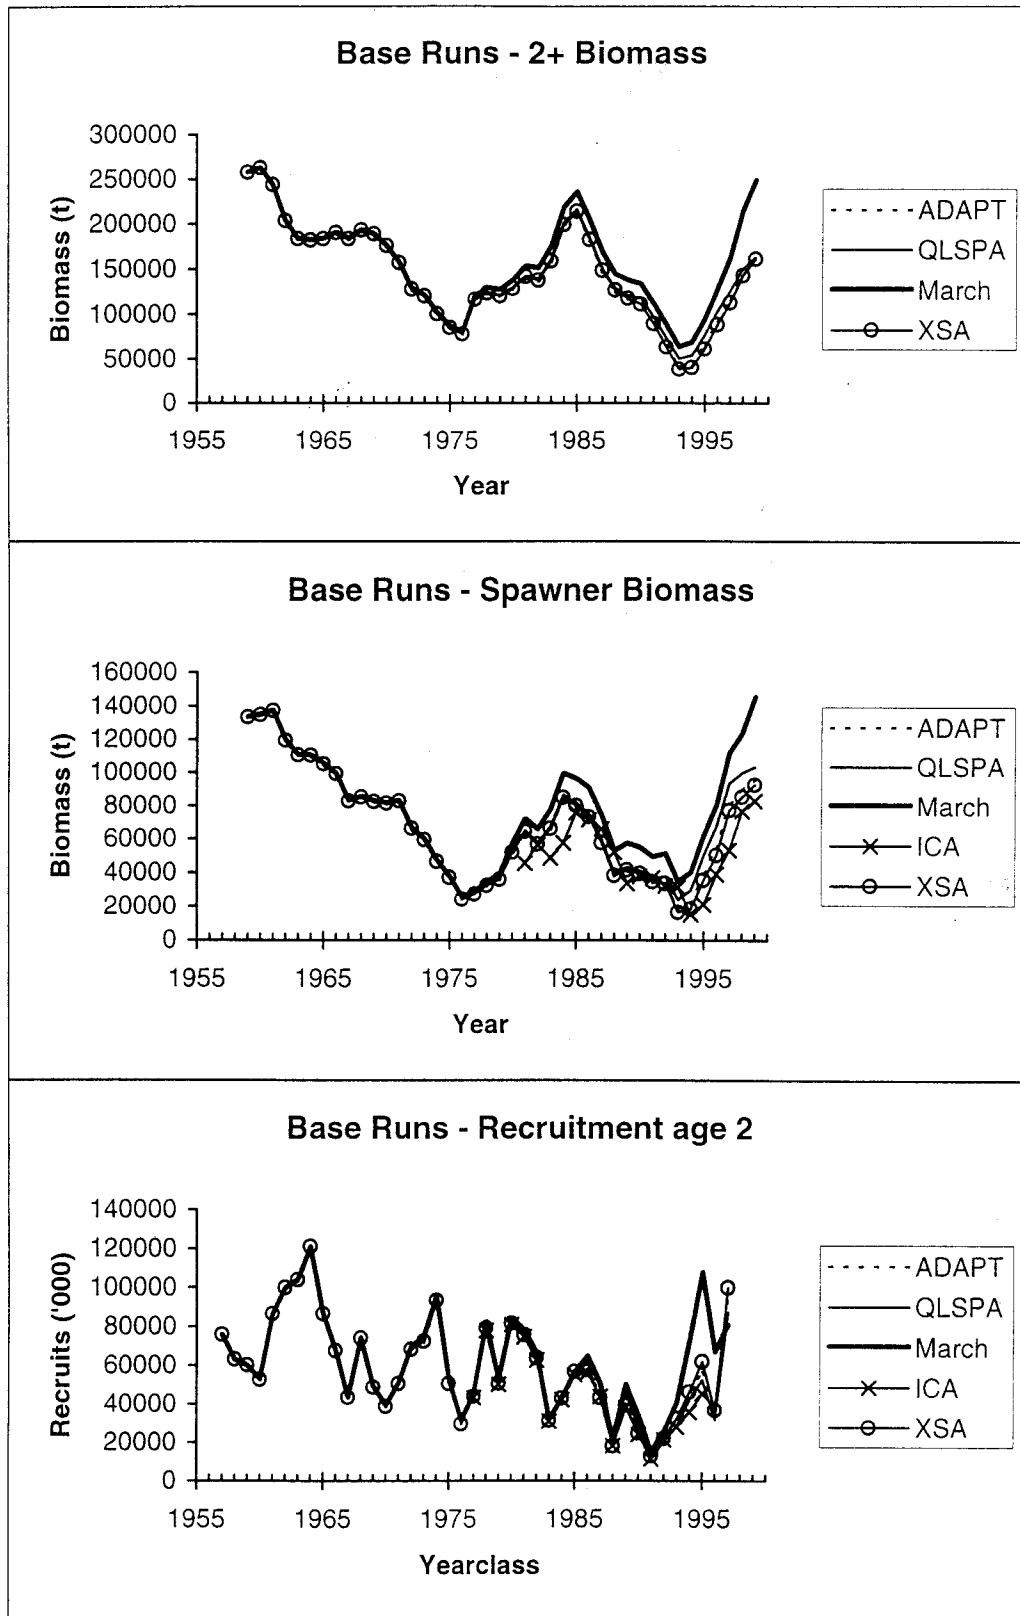 Base Runs - 2+ Biomass
300000
250000
200000
150000
100000
50000
0
Biomass (t)
1955 1965 1975 1985 1995
Year
ADAPT
QLSPA
March
XSA
Base Runs - Spawner Biomass
160000
140000
120000
100000
80000
60000
40000
20000
0
Biomass (t)
1955 1965 1975 1985 1995
Year
ADAPT
QLSPA
March
ICA
XSA
Base Runs - Recruitment age 2
140000
120000
100000
80000
60000
40000
20000
0
Recruits ('000)
1955 1965 1975 1985 1995
Yearclass
ADAPT
QLSPA
March
ICA
XSA